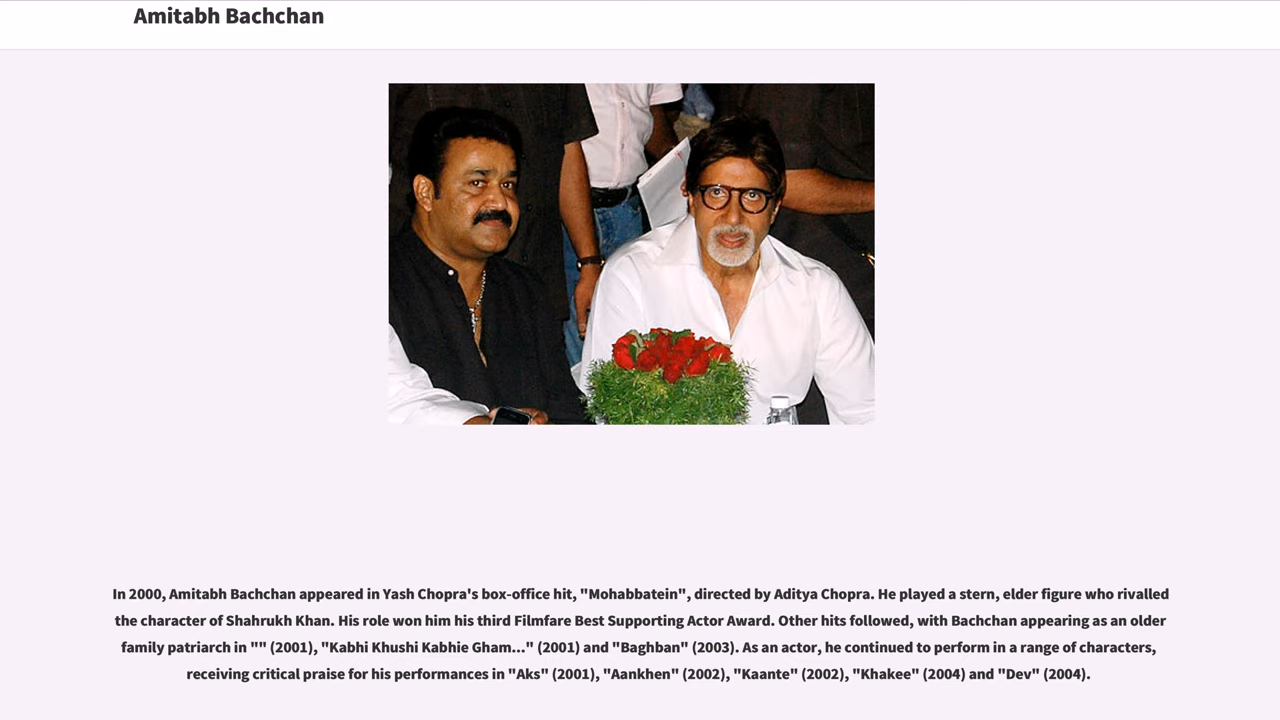 Amitabh Bachchan
In 2000, Amitabh Bachchan appeared in Yash Chopra's box-office hit, "Mohabbatein", directed by Aditya Chopra. He played a stern, elder figure who rivalled
the character of Shahrukh Khan. His role won him his third Filmfare Best Supporting Actor Award. Other hits followed, with Bachchan appearing as an older
family patriarch in "" (2001), "Kabhi Khushi Kabhie Gham..." (2001) and "Baghban" (2003). As an actor, he continued to perform in a range of characters,
receiving critical praise for his performances in "Aks" (2001), "Aankhen" (2002), "Kaante" (2002), "Khakee" (2004) and "Dev" (2004).